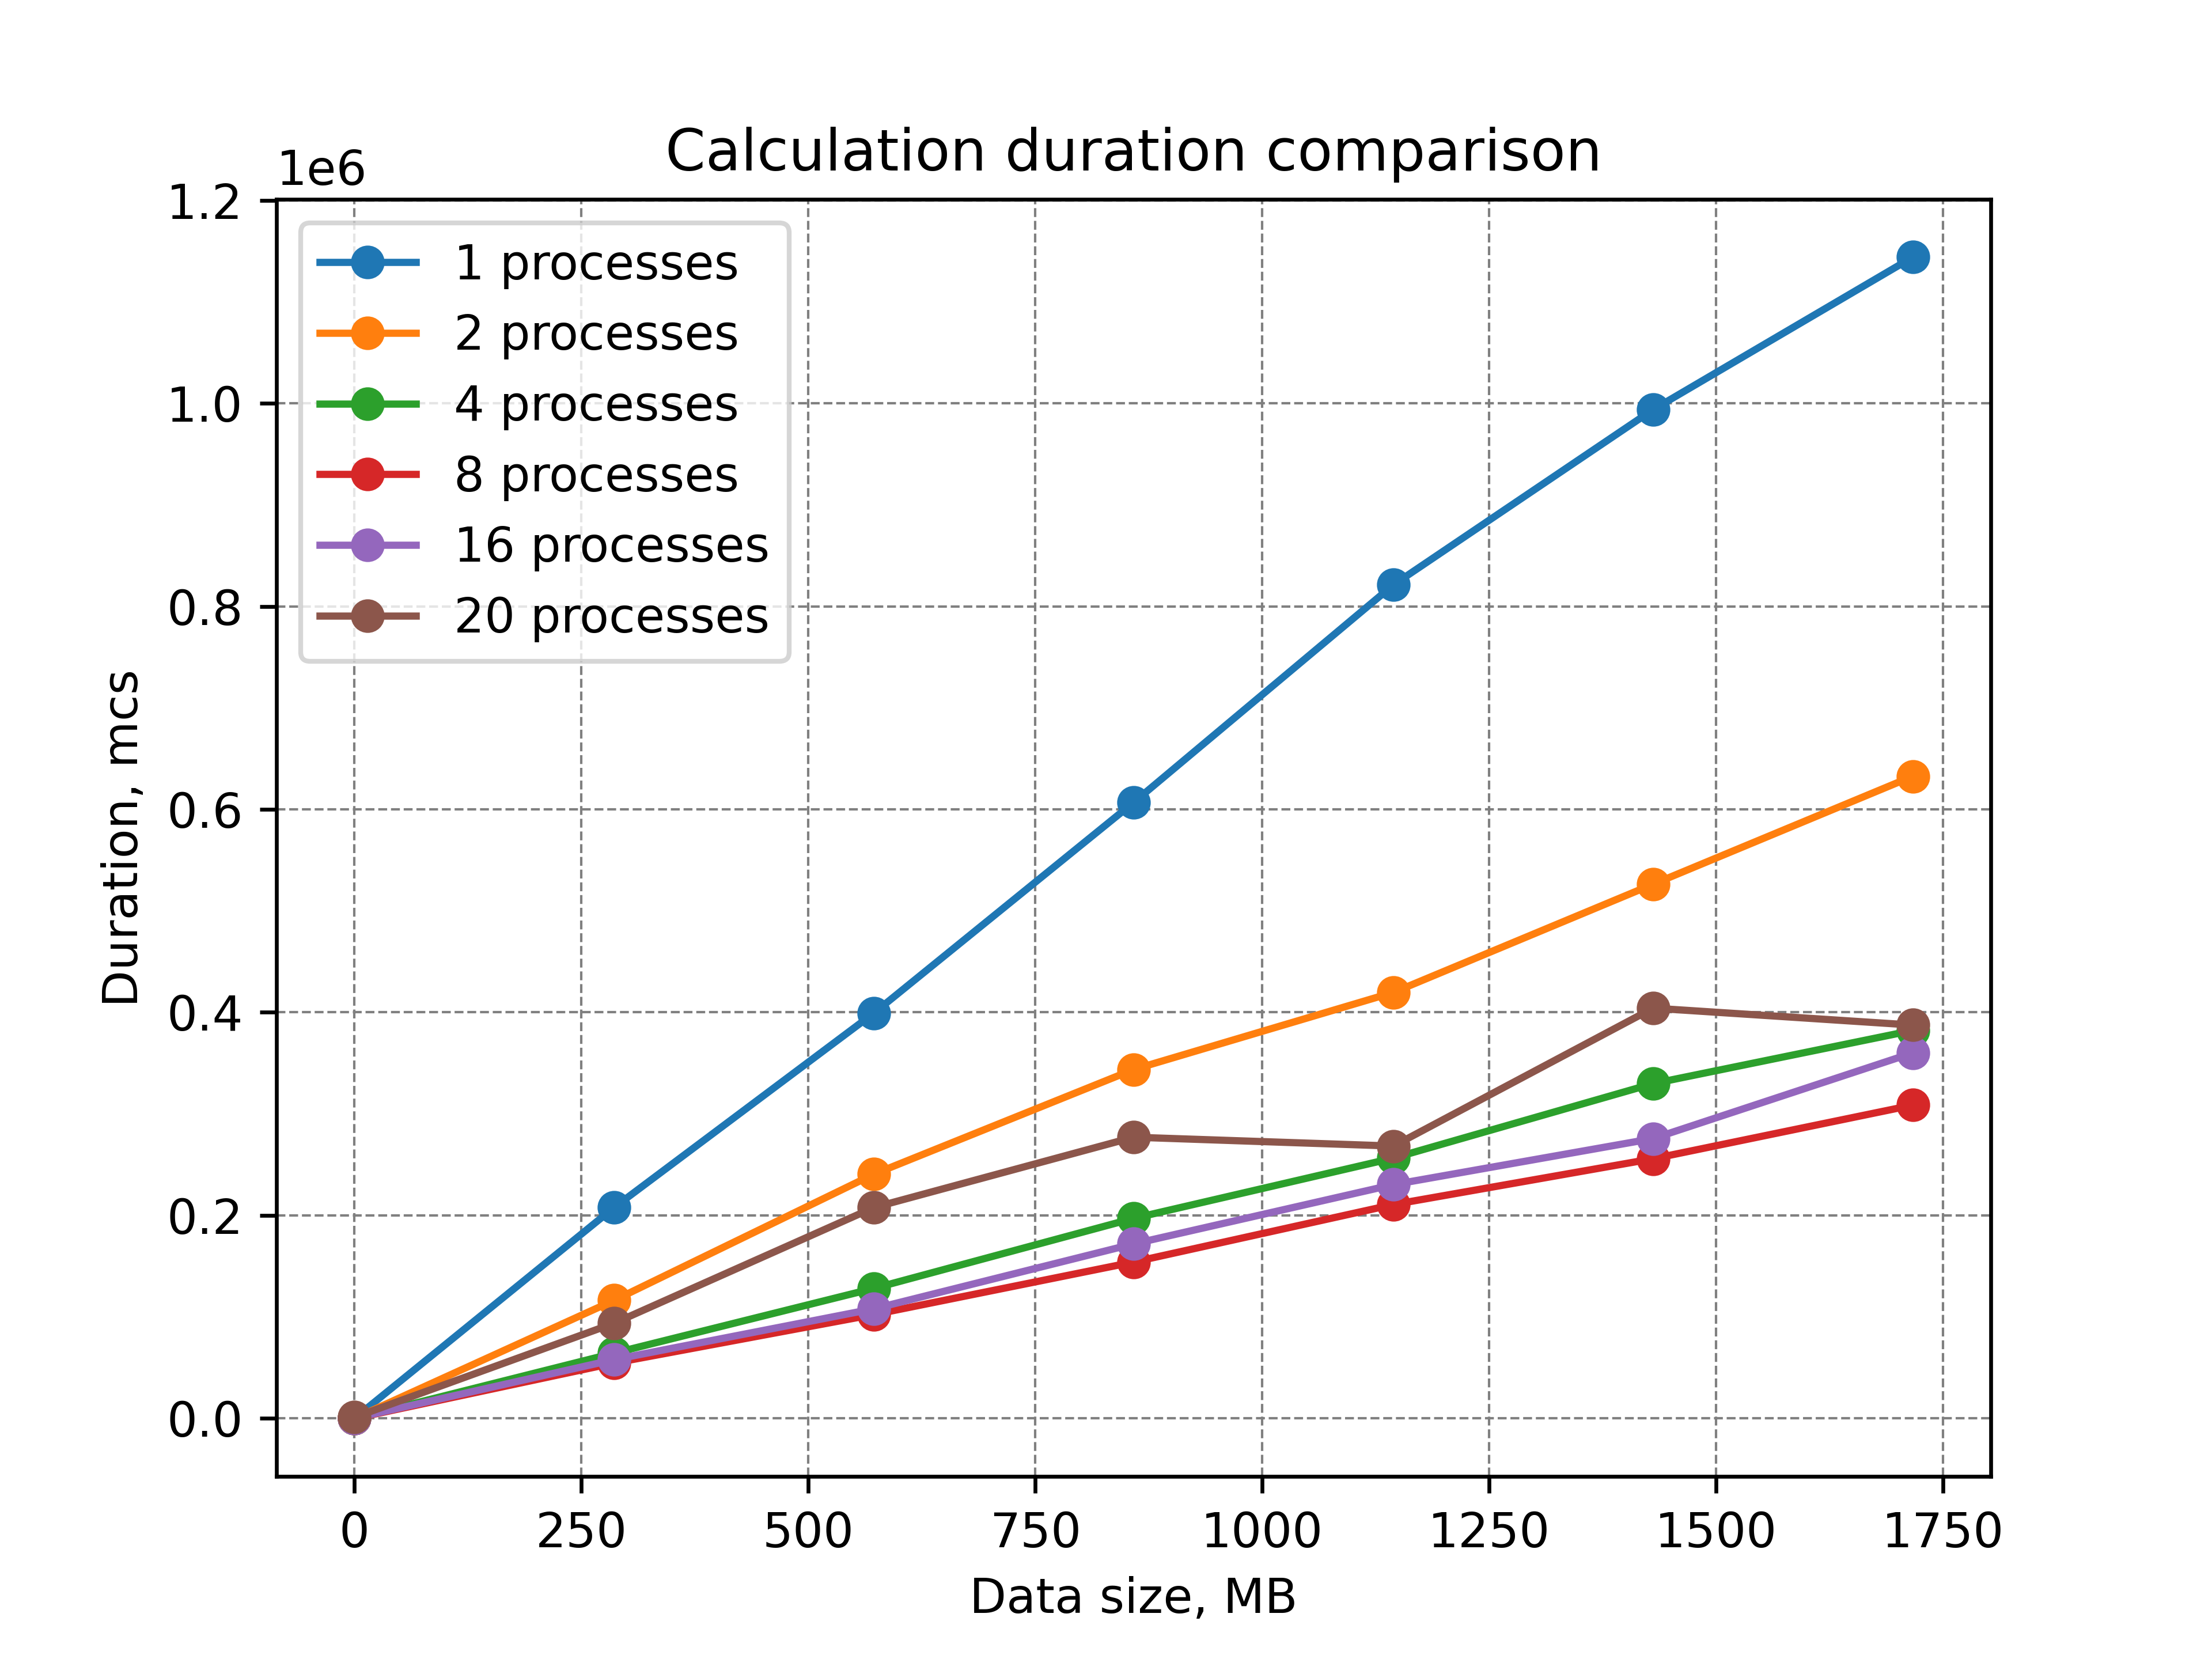 Calculation duration comparison
1e6
1.2
1.0
0.8
0.6
0.4
0.2
0.0
Duration, mcs
1 processes
2 processes
4 processes
8 processes
16 processes
20 processes
0 250 500 750 1000 1250 1500 1750
Data size, MB